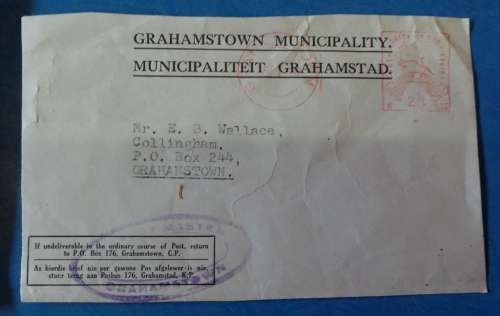 GRAHAMSTOWN MUNICIPALITY.
MUNICIPALITEIT GRAHAMSTAD.
Mr. E. B. Wallace,
Collingham.
P.O. Box 244,
GRAHAMSTOWN.
If undeliverable in the ordinary course of Post, return
to P.O. Box 176, Grahamstown, C.P.
As hierdie brief nie per gewone Pos afgelewer is nie,
stuur terug aan Posbus 176, Grahamstad, K.P.
GRAHAMSTOWN